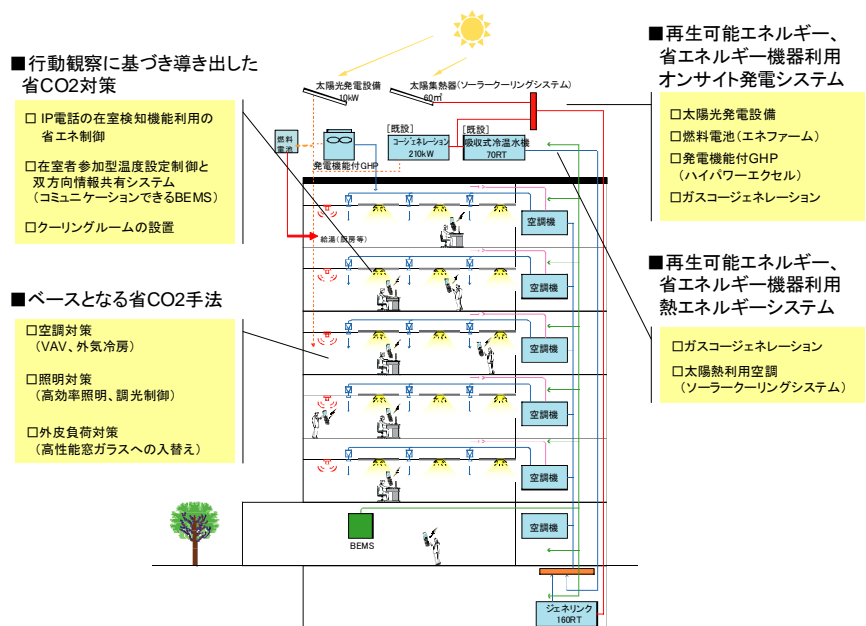 ■行動観察に基づき導き出した
省CO2対策
□ IP電話の在室検知機能利用の
省エネ制御
□在室者参加型温度設定制御と
双方向情報共有システム
（コミュニケーションできるBEMS）
□クーリングルームの設置
■ベースとなる省CO2手法
□空調対策
（VAV、外気冷房）
□照明対策
（高効率照明、調光制御）
□外皮負荷対策
（高性能窓ガラスへの入替え）
太陽光発電設備
10kW
太陽集熱器(ソーラークーリングシステム)
60㎡
燃料
電池
発電機能付GHP
[既設]
コージェネレーション
210kW
[既設]
吸収式冷温水機
70RT
給湯(厨房等)
空調機
空調機
空調機
空調機
空調機
空調機
BEMS
ジェネリンク
160RT
■再生可能エネルギー、
省エネルギー機器利用
オンサイト発電システム
□太陽光発電設備
□燃料電池（エネファーム）
□発電機能付GHP
（ハイパワーエクセル）
□ガスコージェネレーション
■再生可能エネルギー、
省エネルギー機器利用
熱エネルギーシステム
□ガスコージェネレーション
□太陽熱利用空調
（ソーラークーリングシステム）